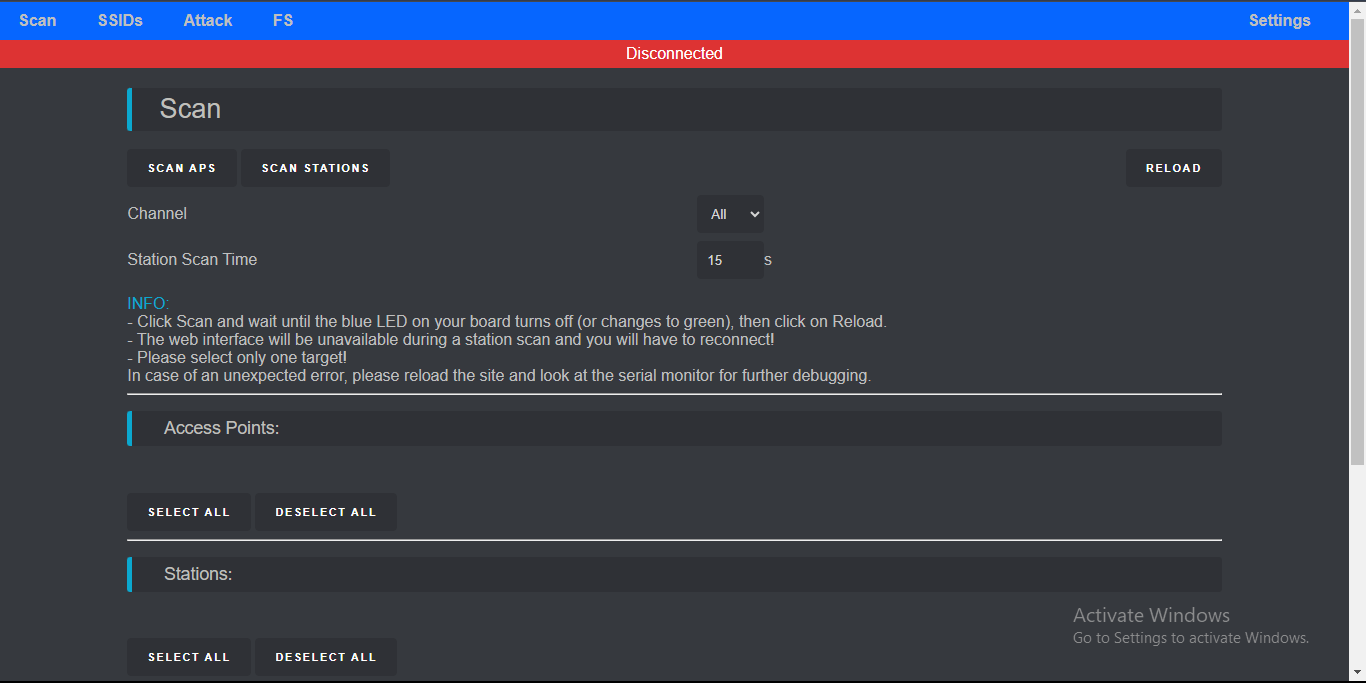 Scan SSIDs Attack FS Settings
Disconnected
Scan
SCAN APS SCAN STATIONS RELOAD
Channel All
Station Scan Time 15 s
INFO:
- Click Scan and wait until the blue LED on your board turns off (or changes to green), then click on Reload.
- The web interface will be unavailable during a station scan and you will have to reconnect!
- Please select only one target!
In case of an unexpected error, please reload the site and look at the serial monitor for further debugging.
Access Points:
SELECT ALL DESELECT ALL
Stations:
Activate Windows
Go to Settings to activate Windows.
SELECT ALL DESELECT ALL